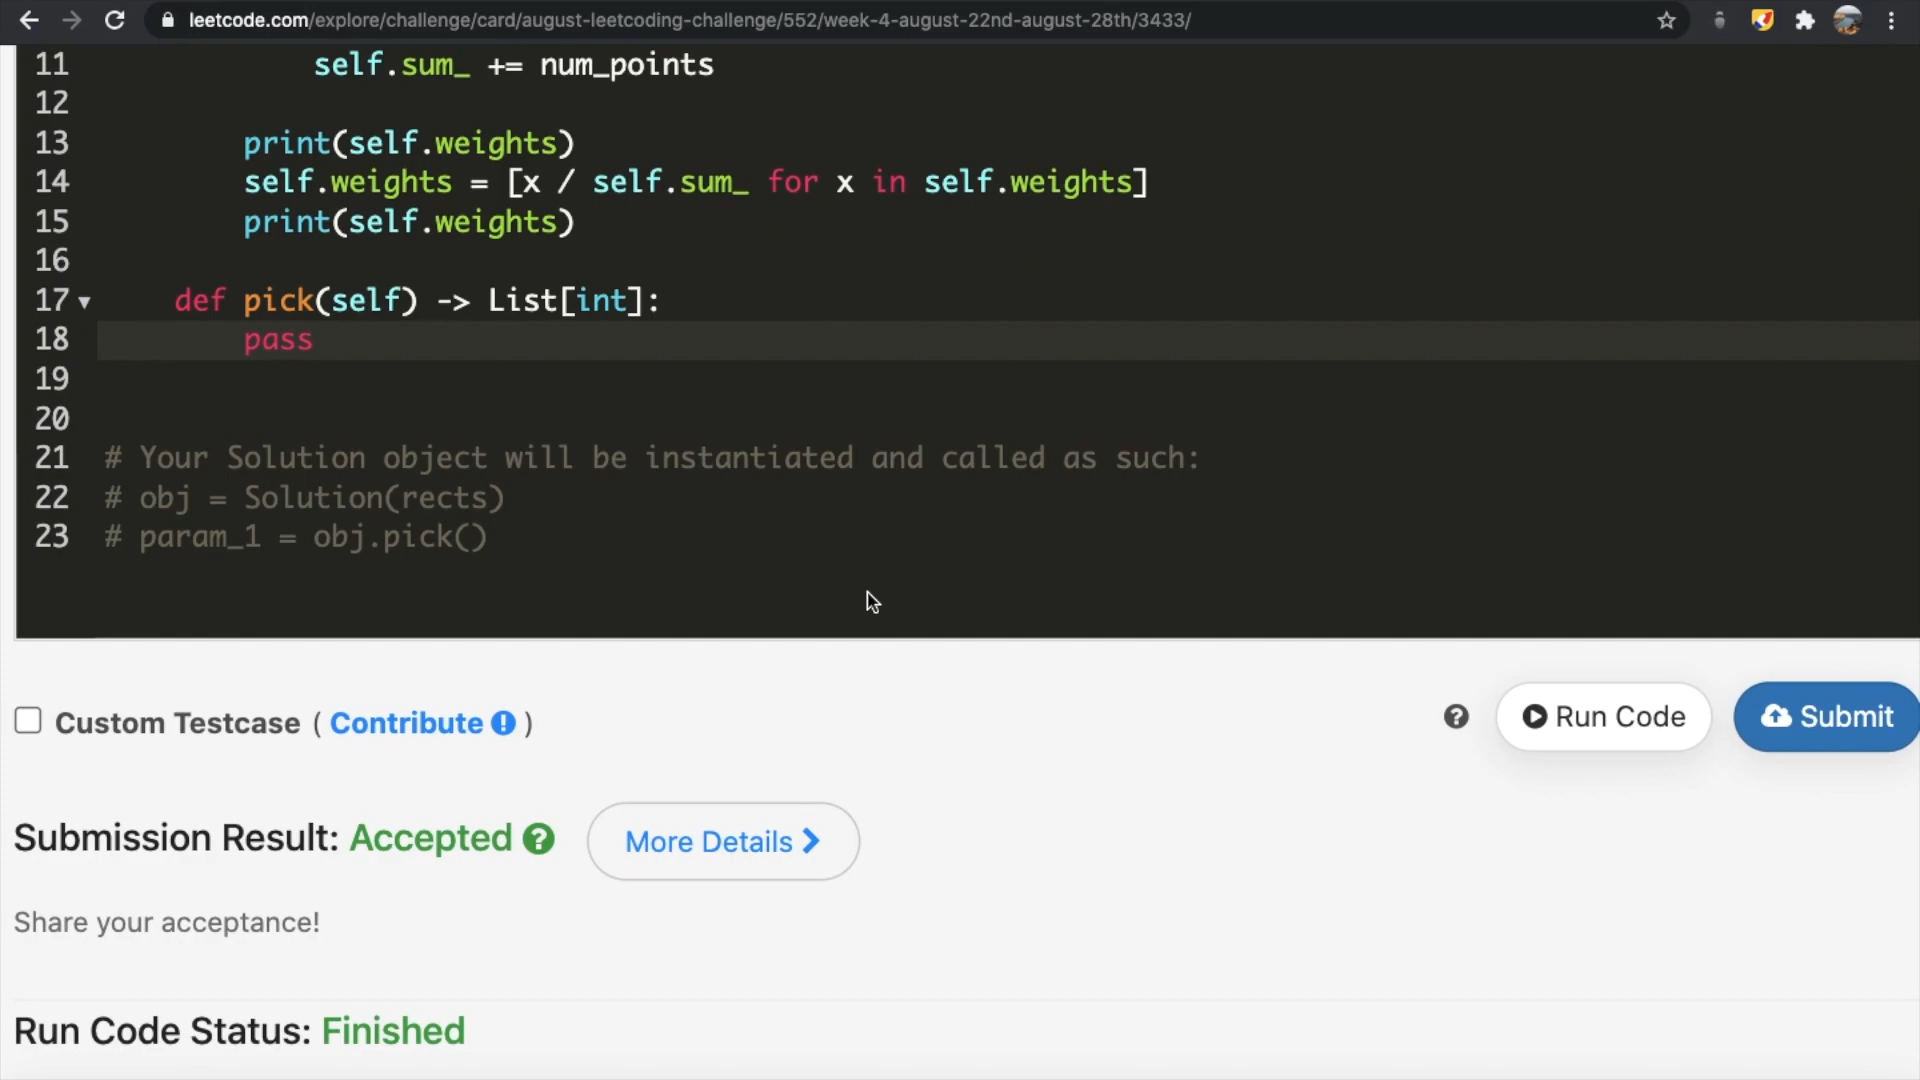 leetcode.com/explore/challenge/card/august-leetcoding-challenge/552/week-4-august-22nd-august-28th/3433/
11 self.sum_ += num_points
12
13 print(self.weights)
14 self.weights = [x / self.sum_ for x in self.weights]
15 print(self.weights)
16
17 def pick(self) -> List[int]:
18 pass
19
20
21 # Your Solution object will be instantiated and called as such:
22 # obj = Solution(rects)
23 # param_1 = obj.pick()
Custom Testcase ( Contribute )
Run Code
Submit
Submission Result: Accepted
More Details
Share your acceptance!
Run Code Status: Finished